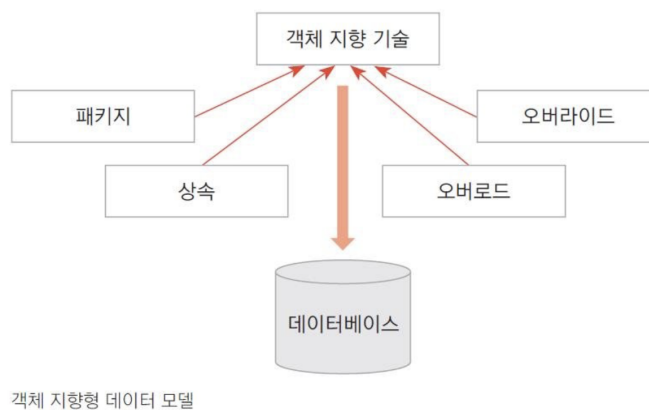 객체 지향 기술
패키지
오버라이드
상속
오버로드
데이터베이스
객체 지향형 데이터 모델